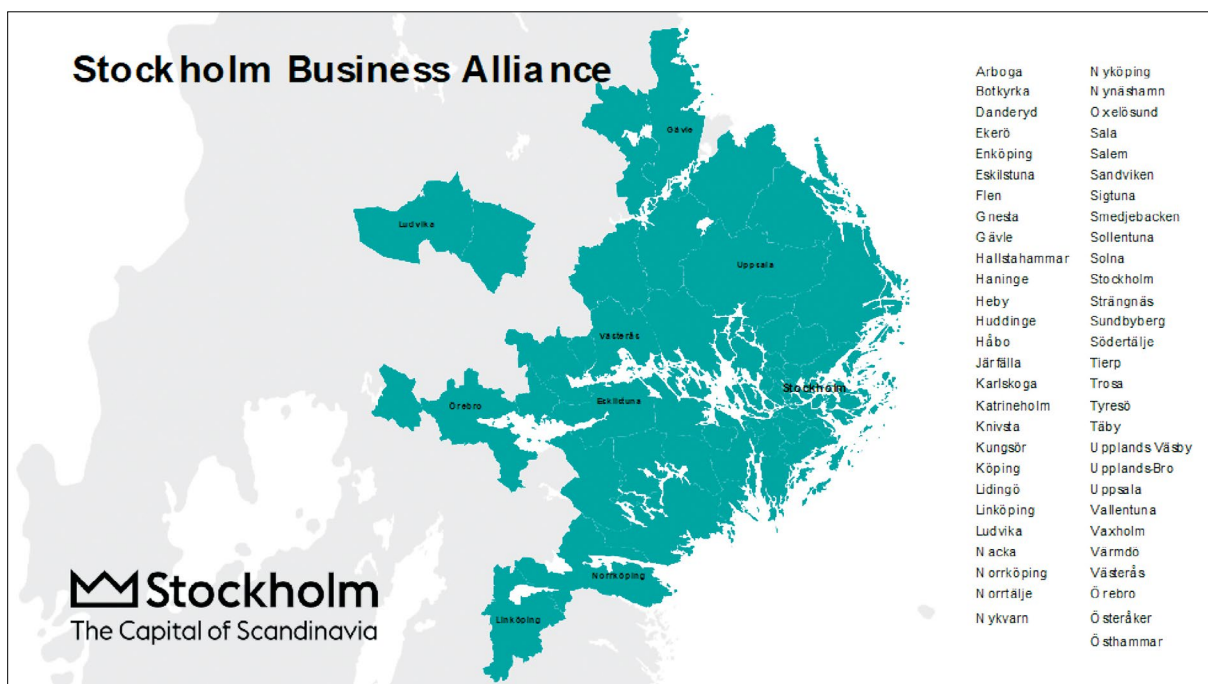 Stockholm Business Alliance
Gävle
Ludvika
Uppsala
Västerås
Stockholm
Örebro
Eskilstuna
Norrköping
Linköping
Stockholm
The Capital of Scandinavia
Arboga
Botkyrka
Danderyd
Ekerö
Enköping
Eskilstuna
Flen
Gnesta
Gävle
Hallstahammar
Haninge
Heby
Huddinge
Håbo
Järfälla
Karlskoga
Katrineholm
Knivsta
Kungsör
Köping
Lidingö
Linköping
Ludvika
Nacka
Norrköping
Norrtälje
Nykvarn
Nyköping
Nynäshamn
Oxelösund
Sala
Salem
Sandviken
Sigtuna
Smedjebacken
Sollentuna
Solna
Stockholm
Strängnäs
Sundbyberg
Södertälje
Tierp
Trosa
Tyresö
Täby
Upplands Väsby
Upplands-Bro
Uppsala
Vallentuna
Vaxholm
Värmdö
Västerås
Örebro
Österåker
Östhammar